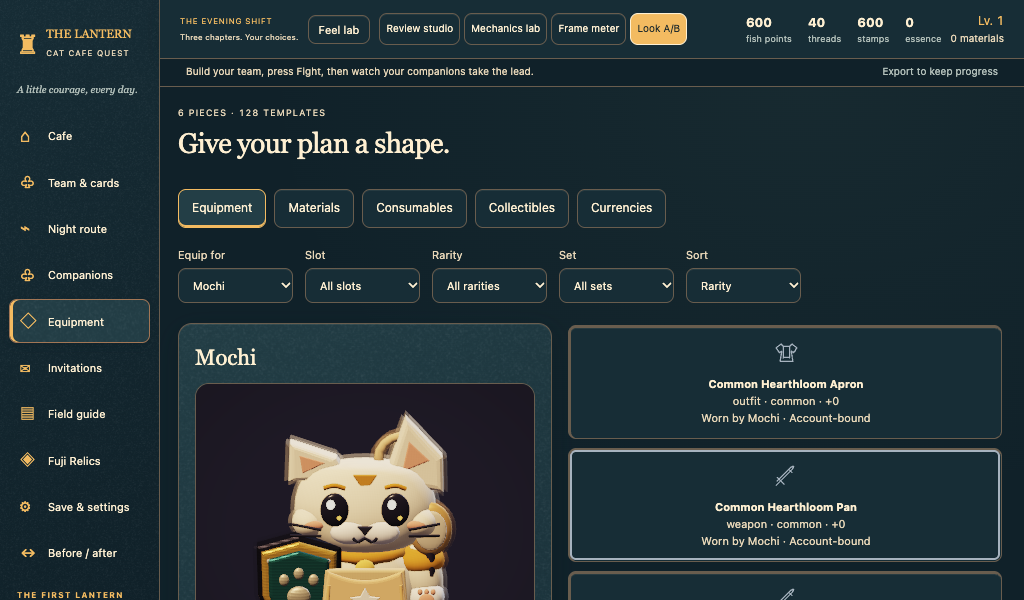 THE LANTERN
CAT CAFE QUEST
A little courage, every day.
Cafe
Team & cards
Night route
Companions
Equipment
Invitations
Field guide
Fuji Relics
Save & settings
Before / after
THE FIRST LANTERN
THE EVENING SHIFT
Three chapters. Your choices.
Feel lab
Review studio
Mechanics lab
Frame meter
Look A/B
600
fish points
40
threads
600
stamps
0
essence
Lv. 1
0 materials
Build your team, press Fight, then watch your companions take the lead.
Export to keep progress
6 PIECES · 128 TEMPLATES
Give your plan a shape.
Equipment
Materials
Consumables
Collectibles
Currencies
Equip for
Slot
Rarity
Set
Sort
Mochi
All slots
All rarities
All sets
Rarity
Mochi
Common Hearthloom Apron
outfit · common · +0
Worn by Mochi · Account-bound
Common Hearthloom Pan
weapon · common · +0
Worn by Mochi · Account-bound